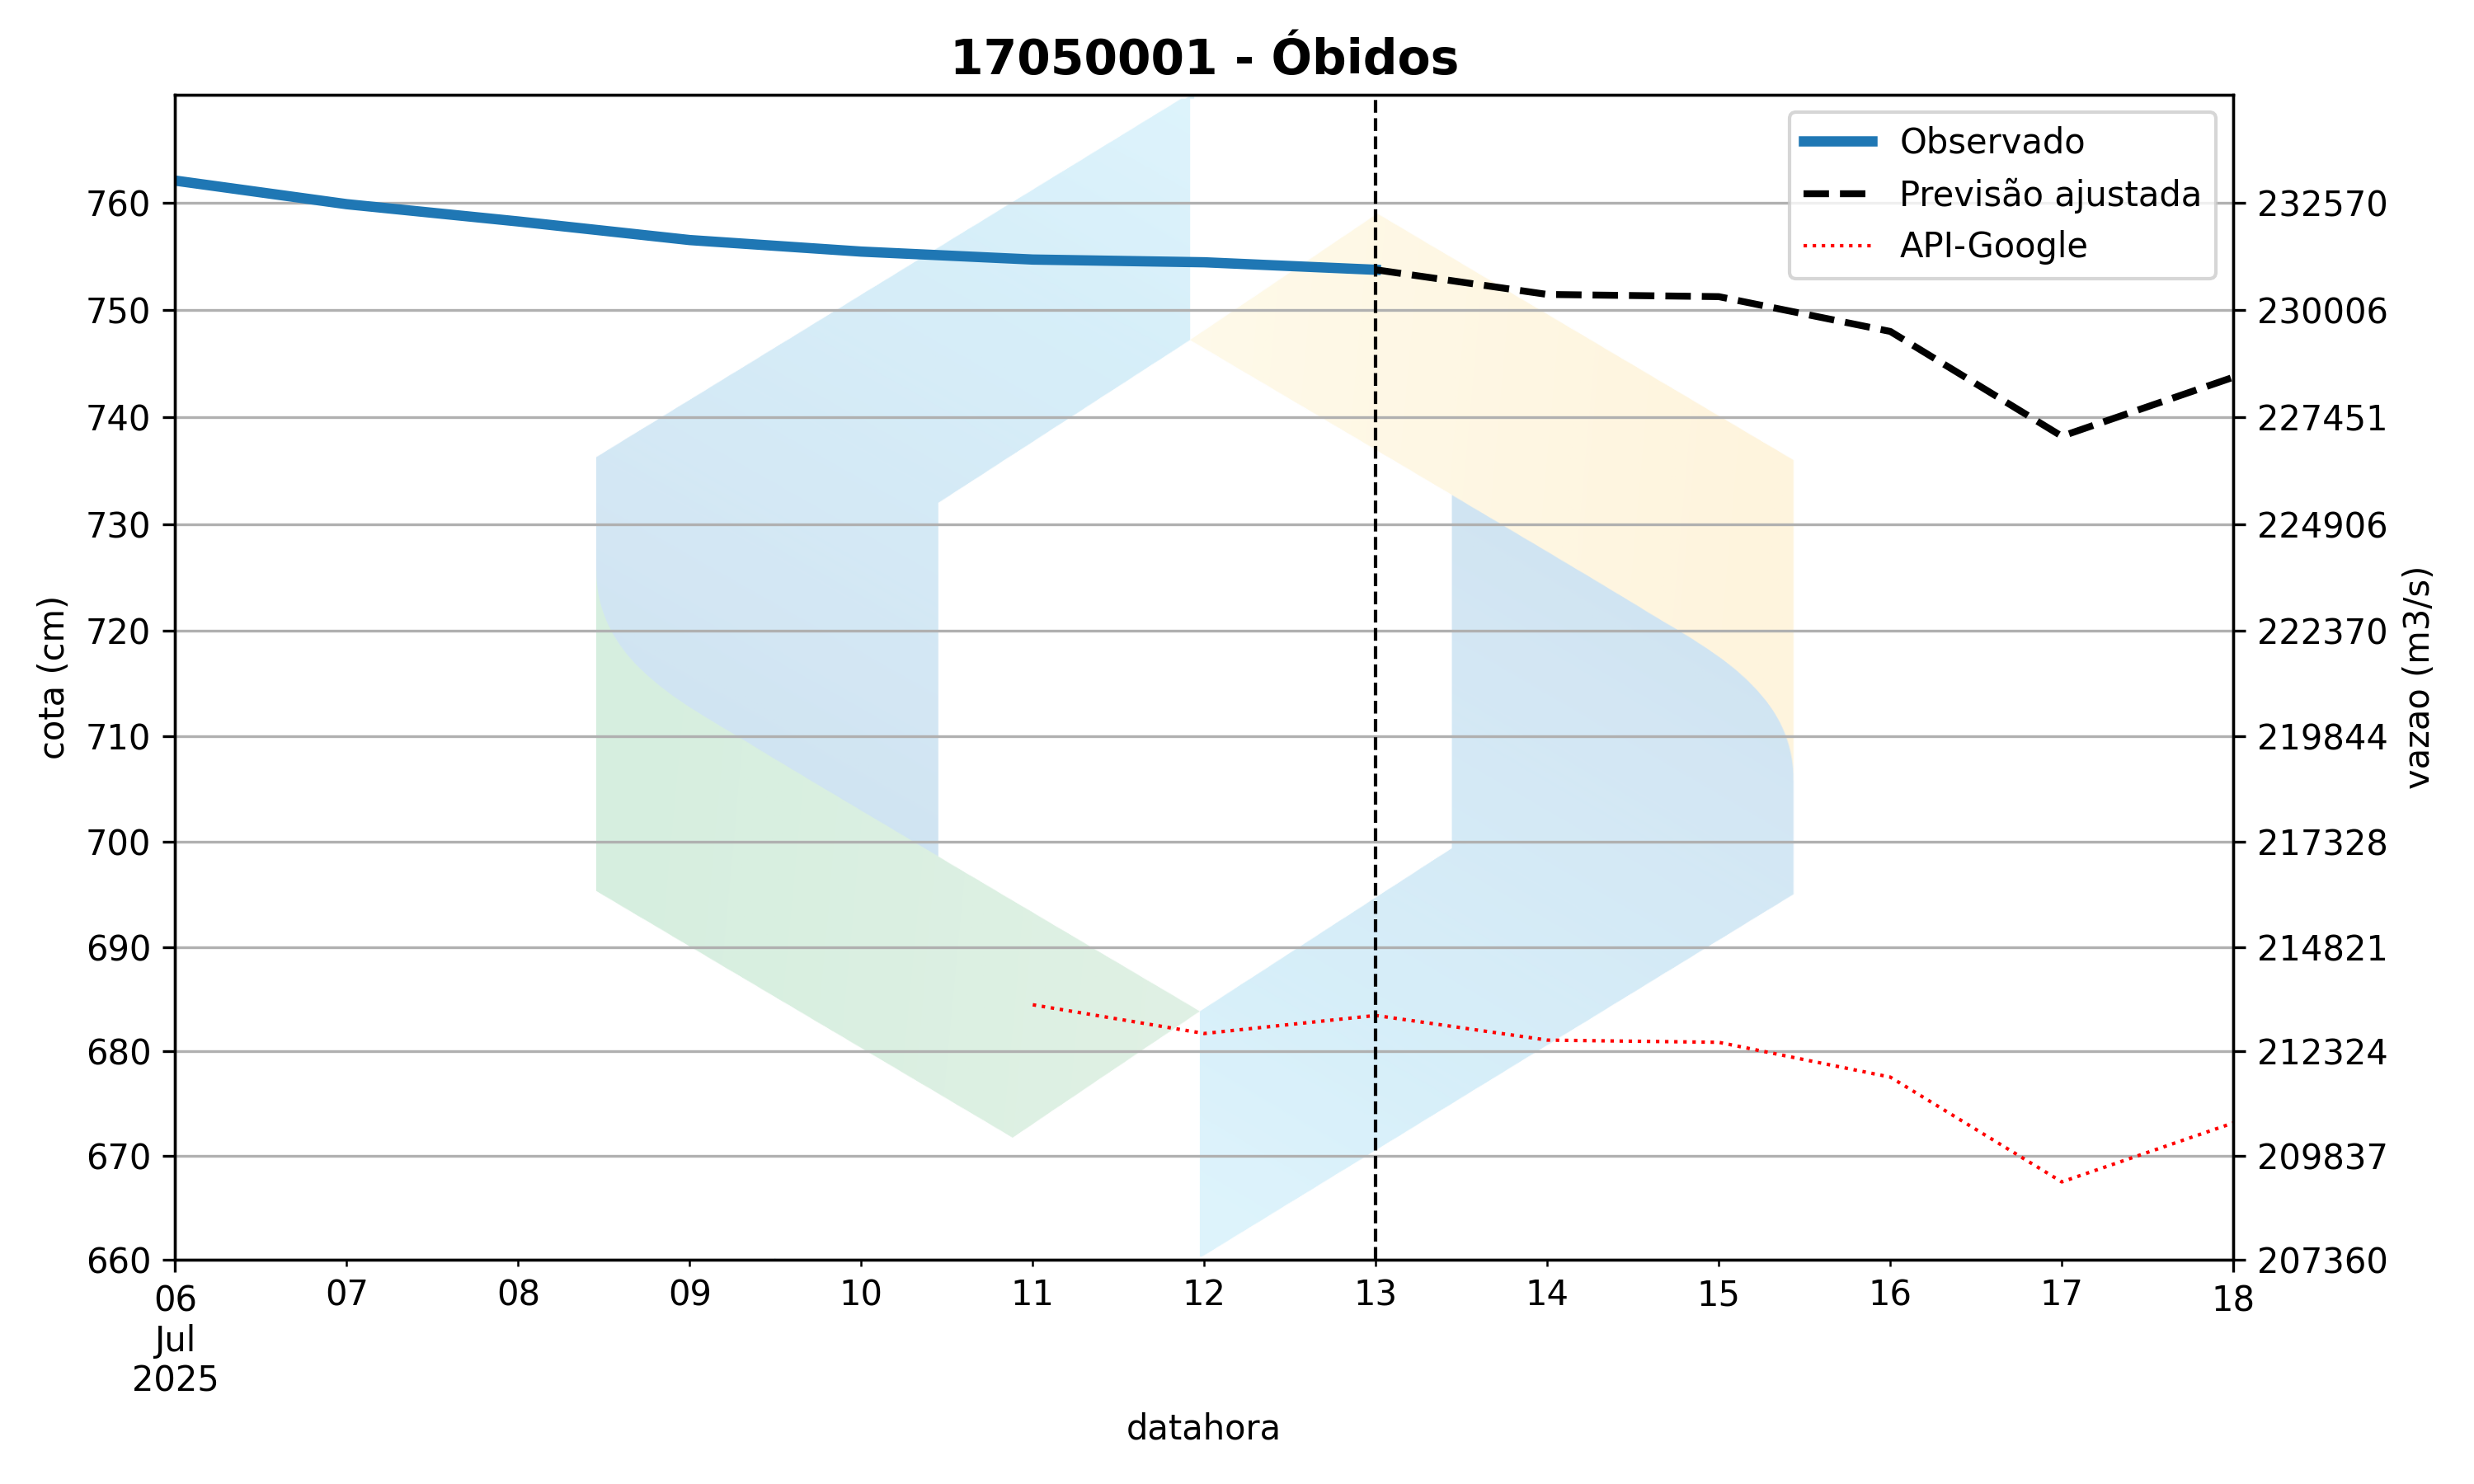 17050001 - Óbidos
Observado
Previsão ajustada
API-Google
cota (cm)
760
750
740
730
720
710
700
690
680
670
660
232570
230006
227451
224906
222370
219844
217328
214821
212324
209837
207360
vazao (m3/s)
06 07 08 09 10 11 12 13 14 15 16 17 18
Jul
2025
datahora